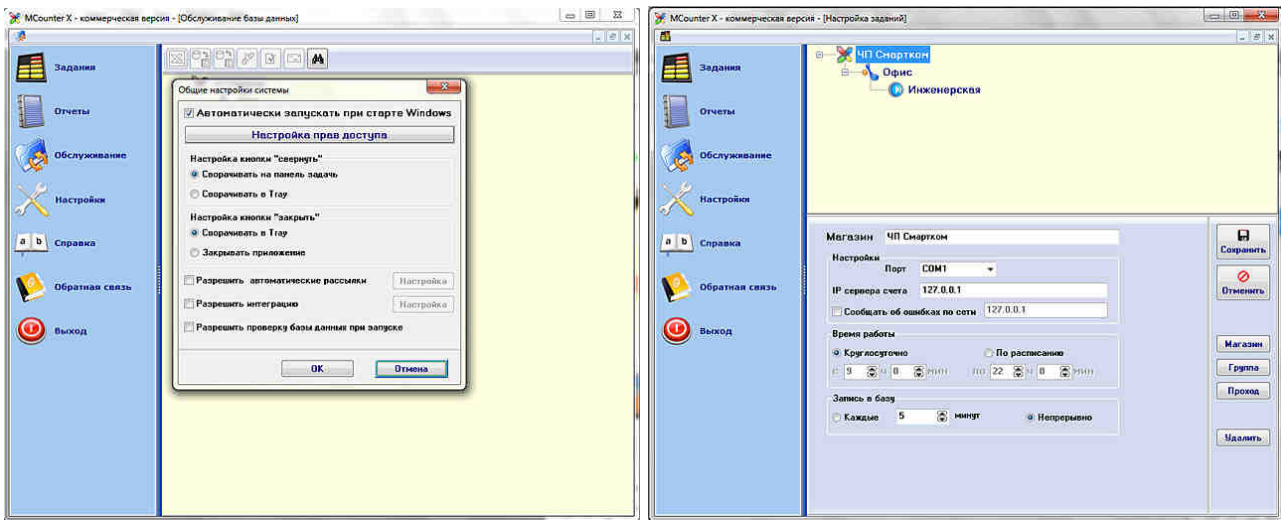 MCounter X - коммерческая версия - [Обслуживание базы данных]
Задания
Отчеты
Обслуживание
Настройки
Справка
Обратная связь
Выход
a b
Общие настройки системы
Автоматически запускать при старте Windows
Настройка прав доступа
Настройка кнопки "свернуть"
Сворачивать на панель задачь
Сворачивать в Tray
Настройка кнопки "закрыть"
Сворачивать в Tray
Закрывать приложение
Разрешить автоматические рассылки Настройка
Разрешить интеграцию Настройка
Разрешить проверку базы данных при запуске
OK Отмена
MCounter X - коммерческая версия - [Настройка заданий]
Задания
Отчеты
Обслуживание
Настройки
a b Справка
Обратная связь
Выход
ЧП Смартком
Офис
Инженерская
Магазин ЧП Смартком
Настройки
Порт COM1
IP сервера счета 127.0.0.1
Сообщать об ошибках по сети 127.0.0.1
Время работы
Круглосуточно По расписанию
с 9 ч 0 мин по 22 ч 0 мин
Запись в базу
Каждые 5 минут Непрерывно
Сохранить
Отменить
Магазин
Группа
Проход
Удалить